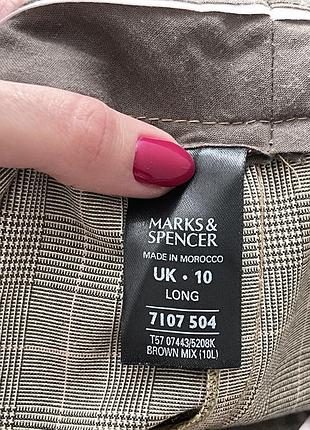 MARKS &
SPENCER
MADE IN MOROCCO
UK • 10
LONG
7107 504
T57 07443/5208K
BROWN MIX (10L)